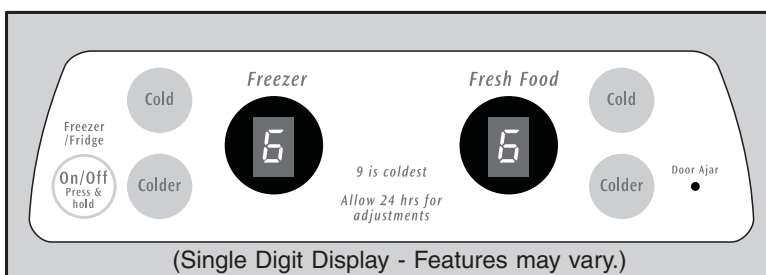 Freezer
/Fridge
On/Off
Press &
hold
Cold
Colder
Freezer
6
9 is coldest
Allow 24 hrs for
adjustments
Fresh Food
6
Cold
Colder
Door Ajar
(Single Digit Display - Features may vary.)